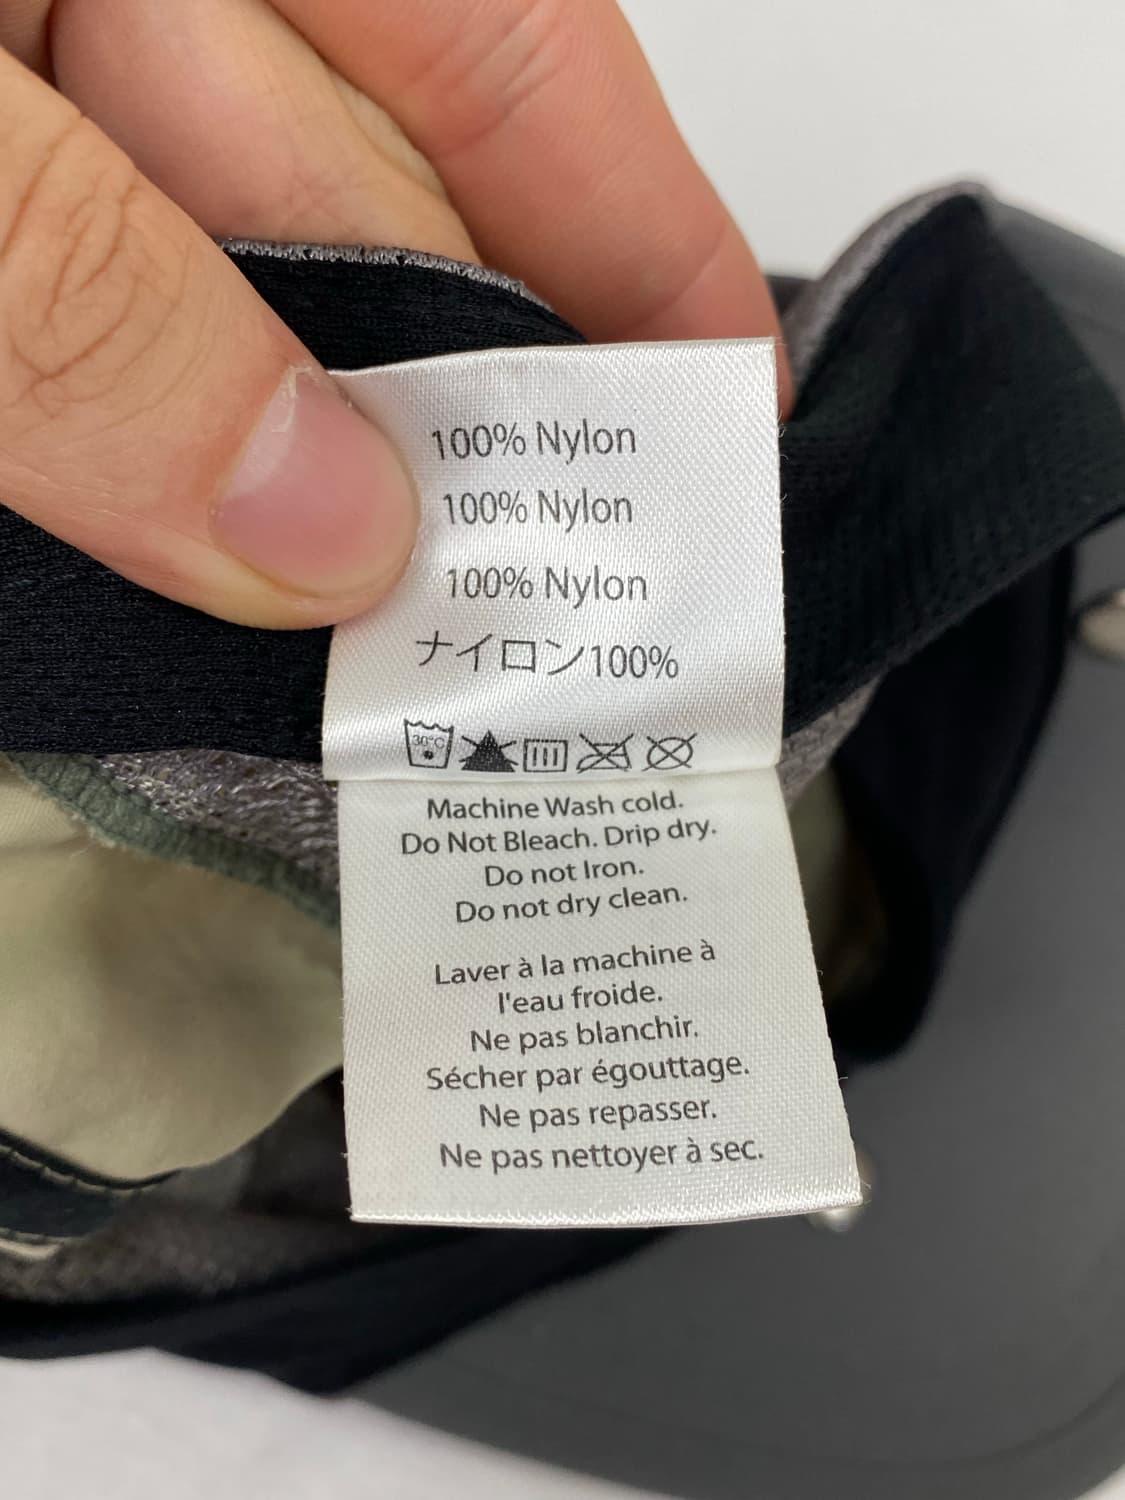 100% Nylon
100% Nylon
100% Nylon
ナイロン100%
30°C
Machine Wash cold.
Do Not Bleach. Drip dry.
Do not Iron.
Do not dry clean.
Laver à la machine à
l'eau froide.
Ne pas blanchir.
Sécher par égouttage.
Ne pas repasser.
Ne pas nettoyer à sec.